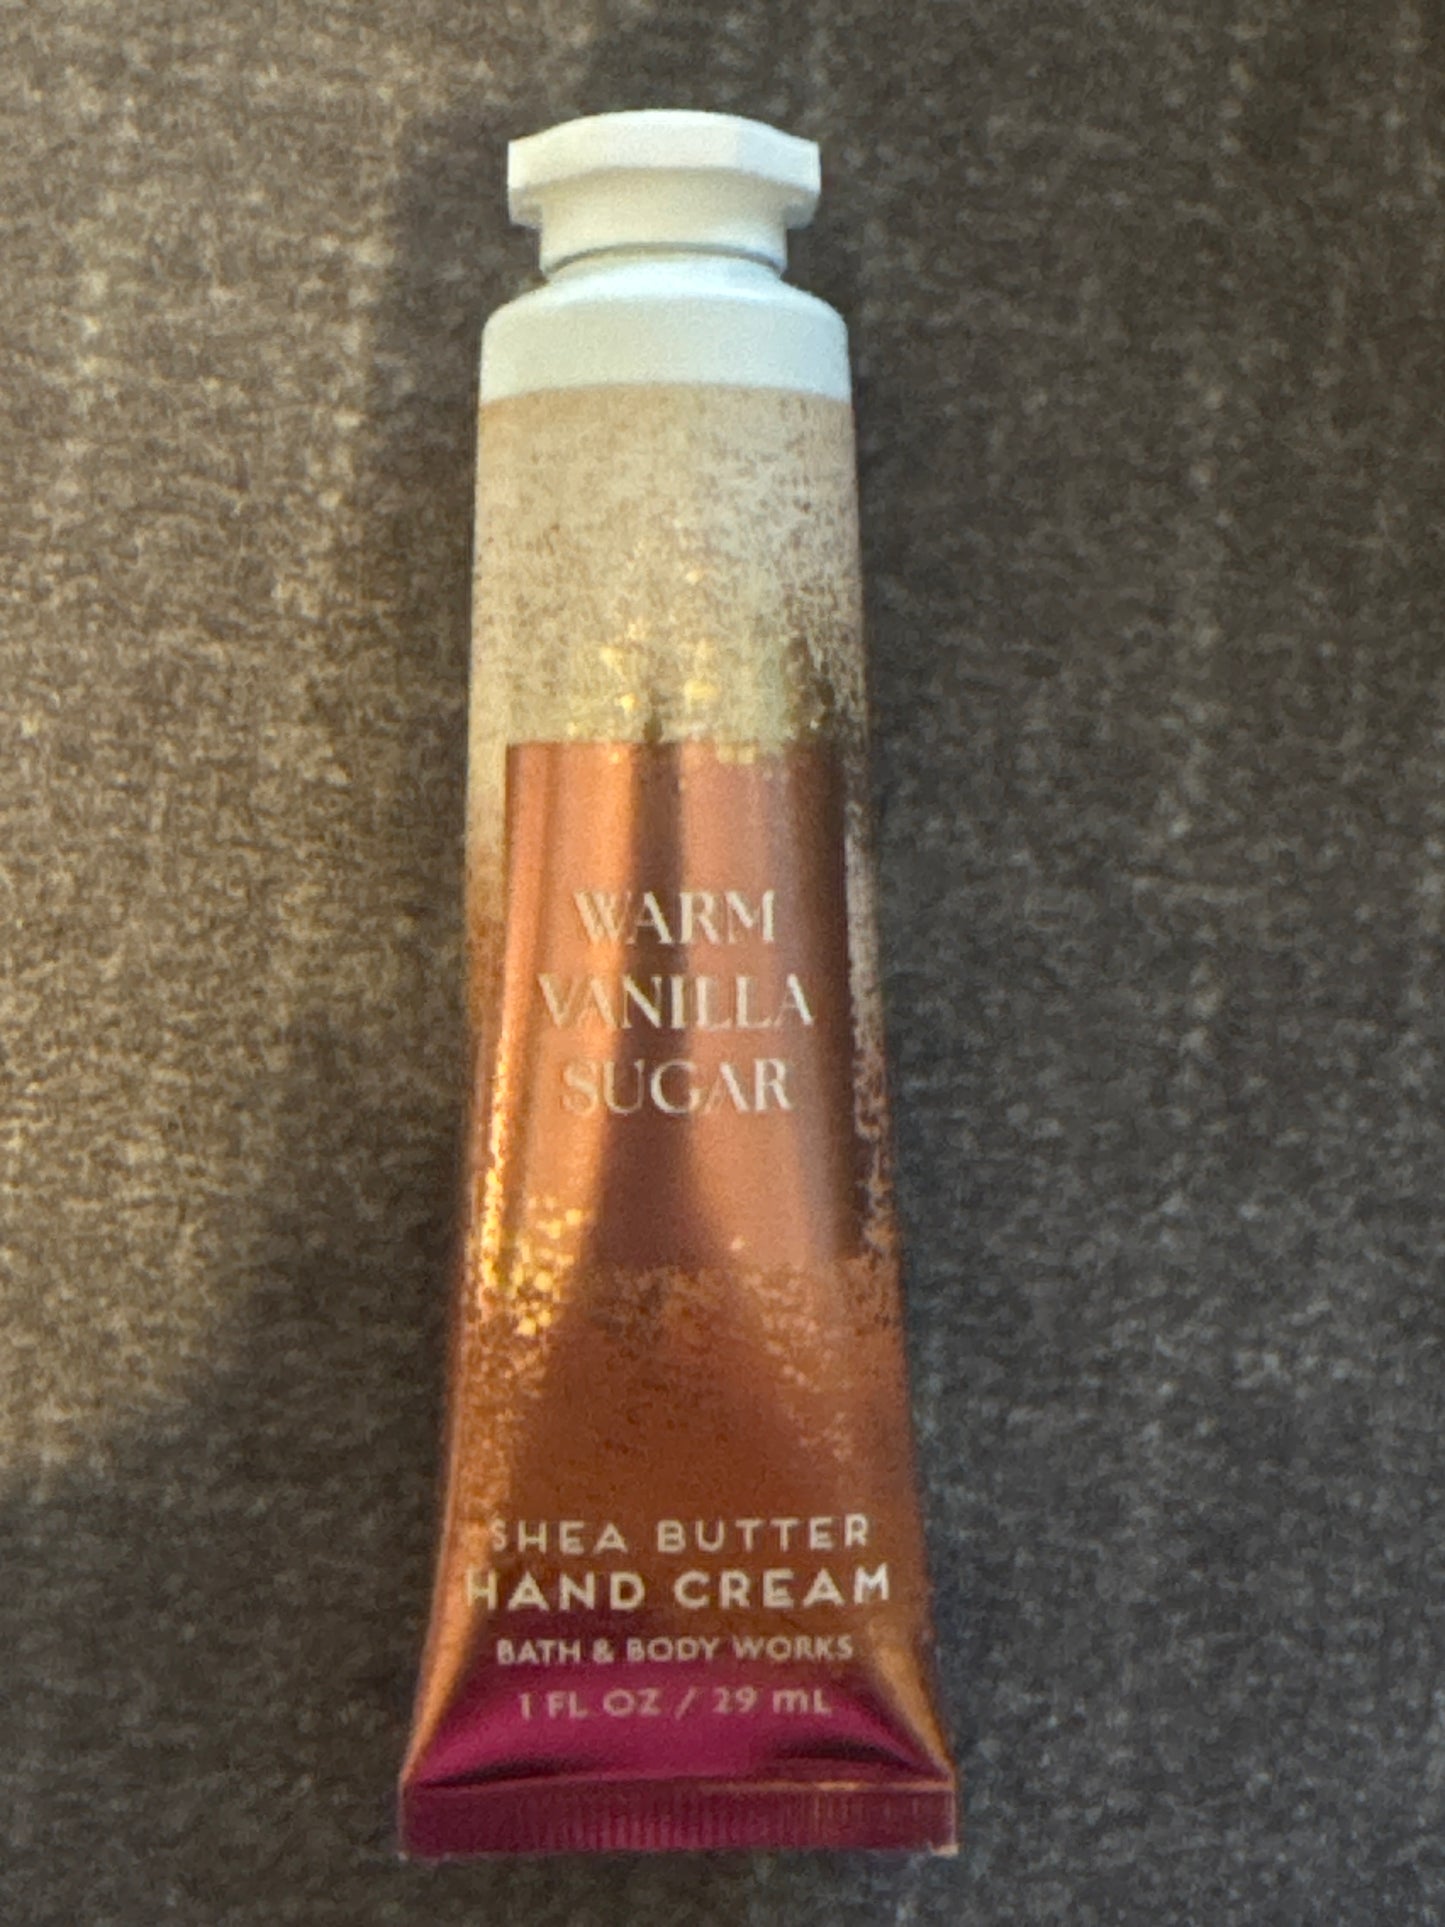 WARM
VANILLA
SUGAR
SHEA BUTTER
HAND CREAM
BATH & BODY WORKS
1 FL OZ / 29 mL